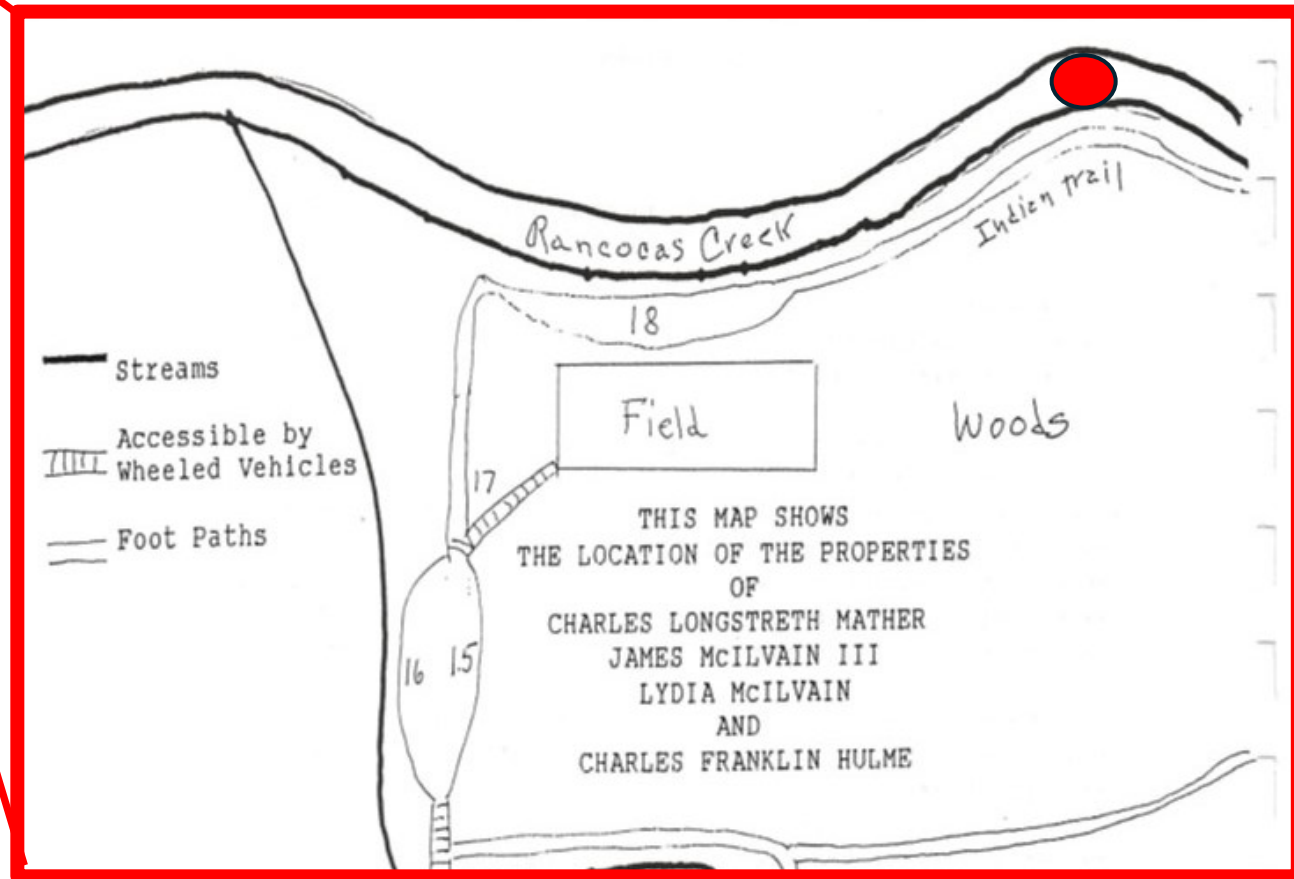 Rancocas Creek
Indian trail
18
Streams
Accessible by
Wheeled Vehicles
Foot Paths
Field
Woods
17
THIS MAP SHOWS
THE LOCATION OF THE PROPERTIES
OF
CHARLES LONGSTRETH MATHER
JAMES McILVAIN III
LYDIA McILVAIN
AND
CHARLES FRANKLIN HULME
16
15